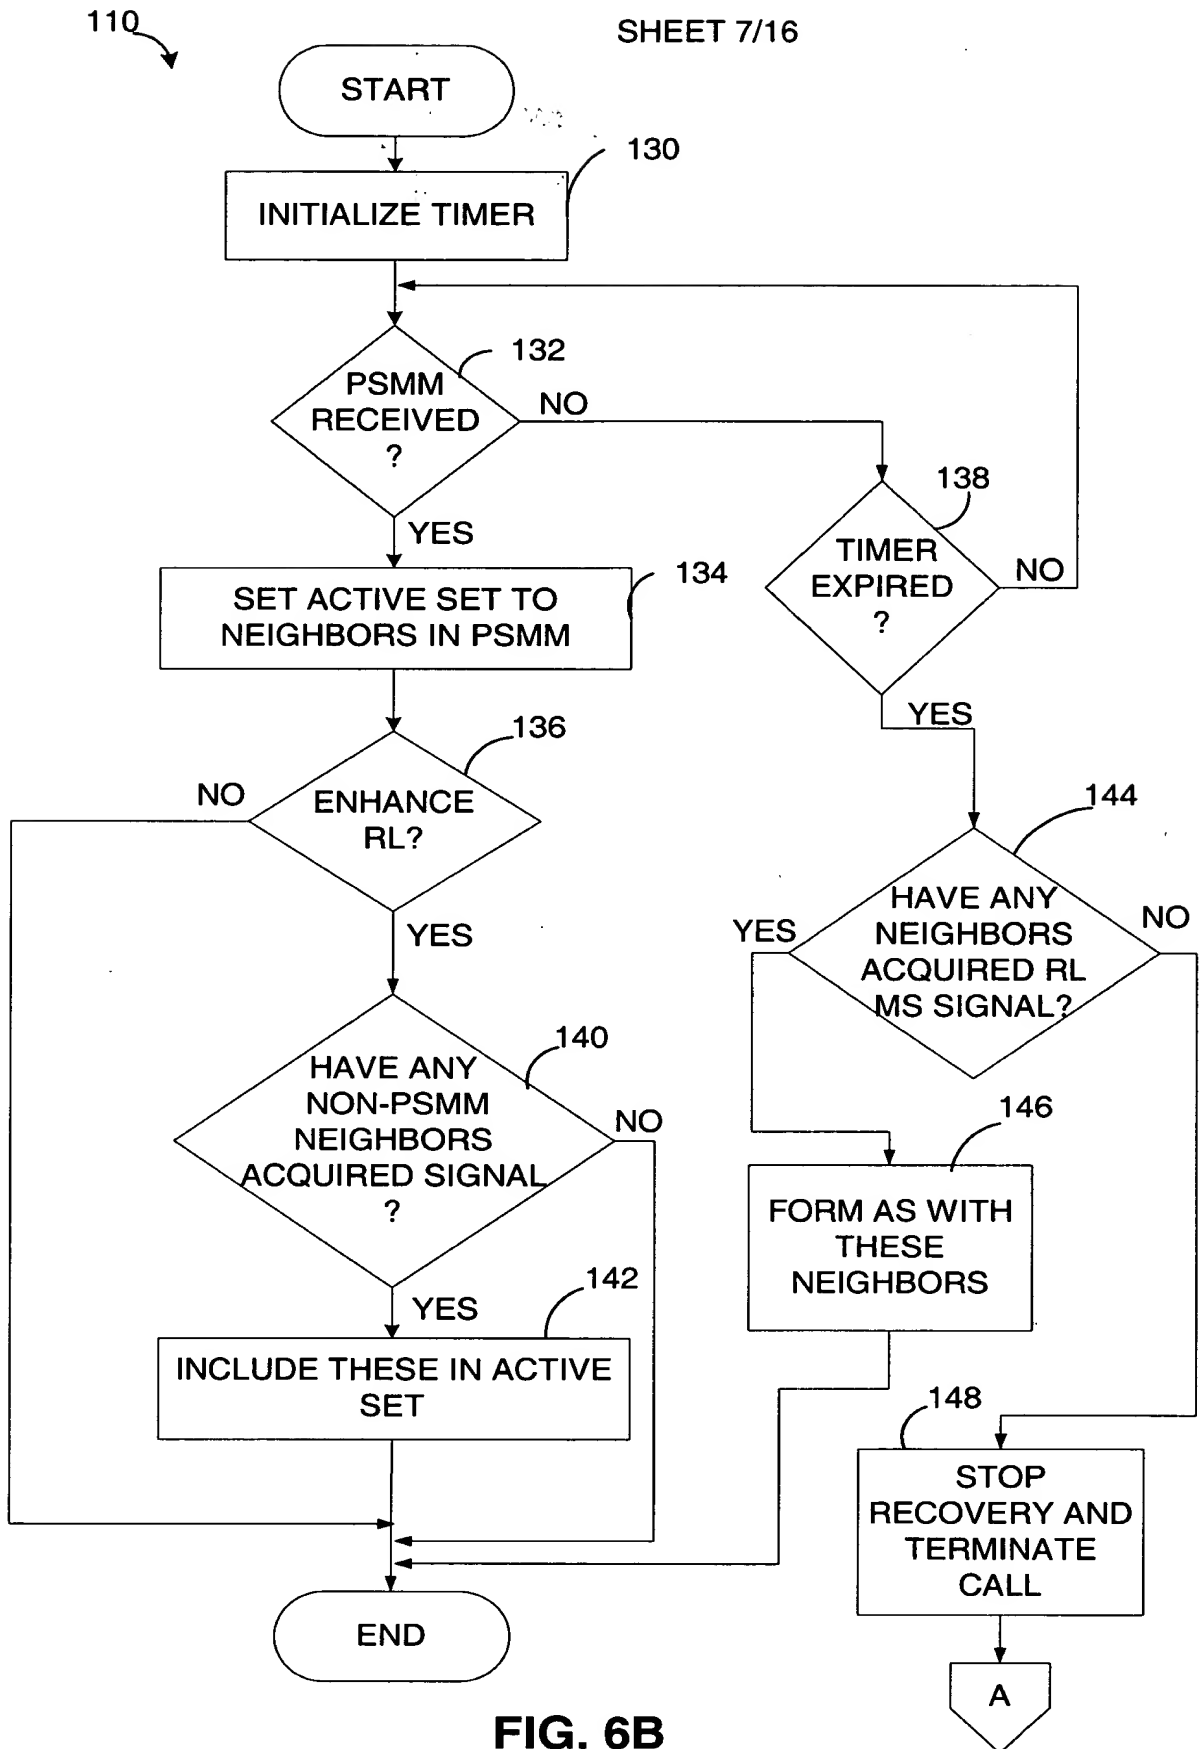 110
SHEET 7/16
START
130
INITIALIZE TIMER
132
PSMM
RECEIVED
?
NO
YES
138
TIMER
EXPIRED
?
NO
YES
134
SET ACTIVE SET TO
NEIGHBORS IN PSMM
136
ENHANCE
RL?
NO
YES
144
HAVE ANY
NEIGHBORS
ACQUIRED RL
MS SIGNAL?
YES
NO
140
HAVE ANY
NON-PSMM
NEIGHBORS
ACQUIRED SIGNAL
?
NO
YES
146
FORM AS WITH
THESE
NEIGHBORS
142
INCLUDE THESE IN ACTIVE
SET
148
STOP
RECOVERY AND
TERMINATE
CALL
END
A
FIG. 6B